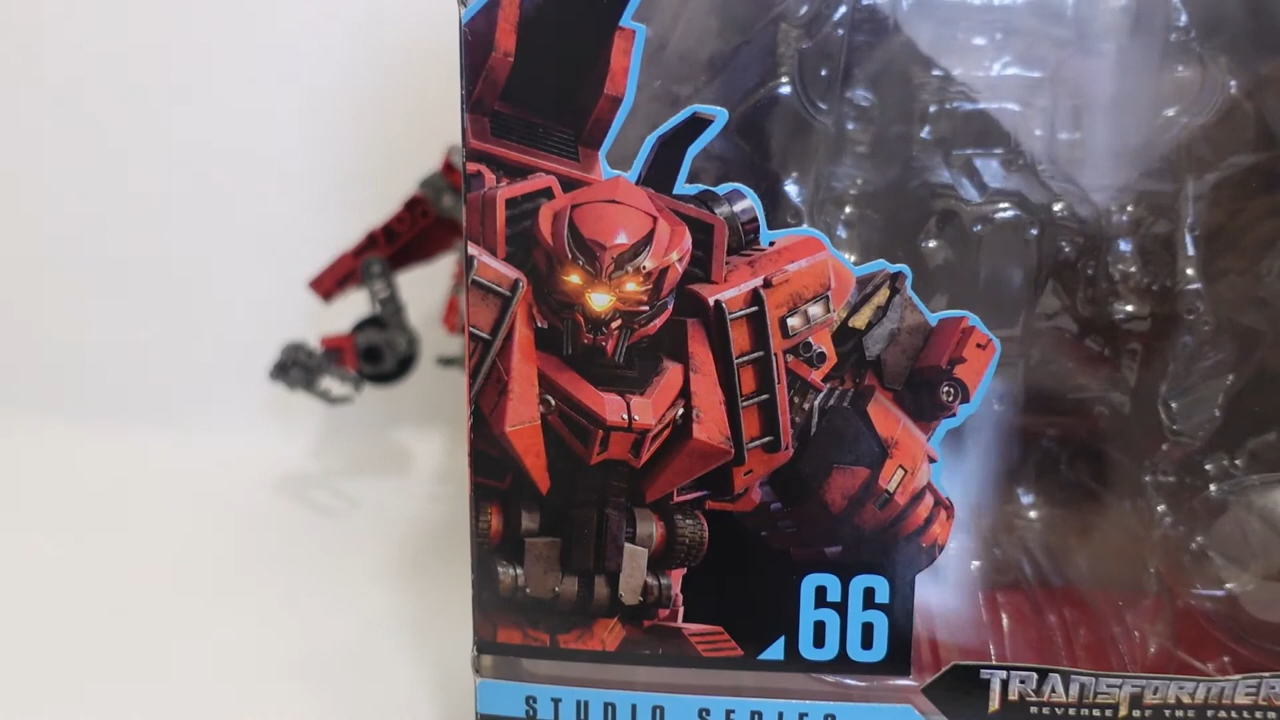 66
STUDIO SERIES
TRANSFORMERS
REVENGE OF THE FALLEN